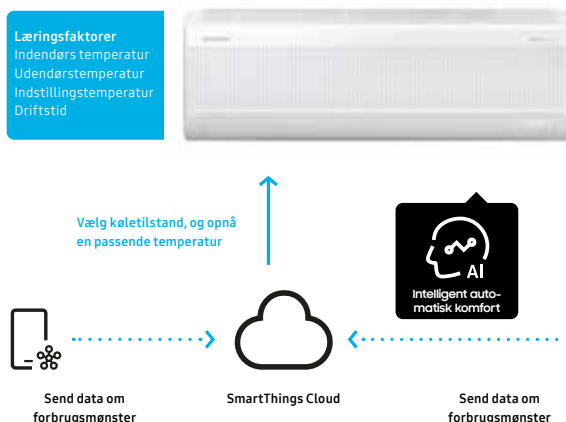 Læringsfaktorer
Indendørs temperatur
Udendørstemperatur
Indstillingstemperatur
Driftstid
Vælg køletilstand, og opnå
en passende temperatur
AI
Intelligent auto-
matisk komfort
Send data om
forbrugsmønster
SmartThings Cloud
Send data om
forbrugsmønster